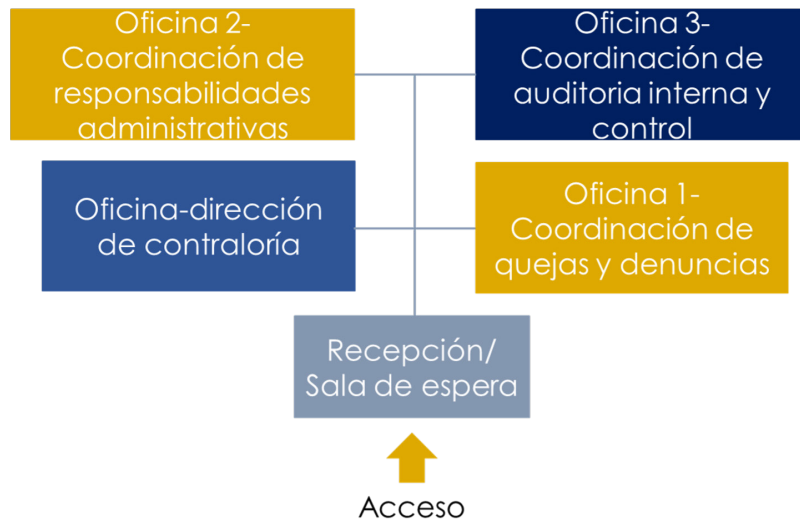 Oficina 2-
Coordinación de
responsabilidades
administrativas
Oficina 3-
Coordinación de
auditoria interna y
control
Oficina-dirección
de contraloría
Oficina 1-
Coordinación de
quejas y denuncias
Recepción/
Sala de espera
Acceso